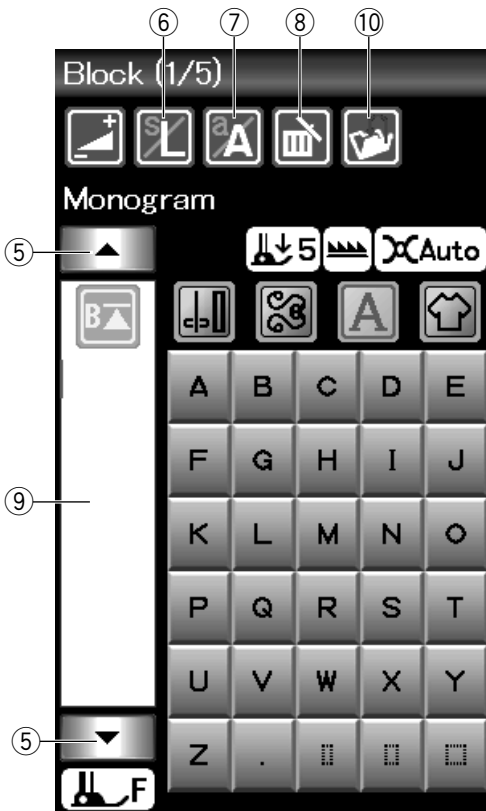 ⑥ ⑦ ⑧ ⑩
Block (1/5)
+ S/L a/A
−
Monogram
⑤
5 Auto
B A
A B C D E
F G H I J
⑨
K L M N O
P Q R S T
U V W X Y
⑤
Z .
F